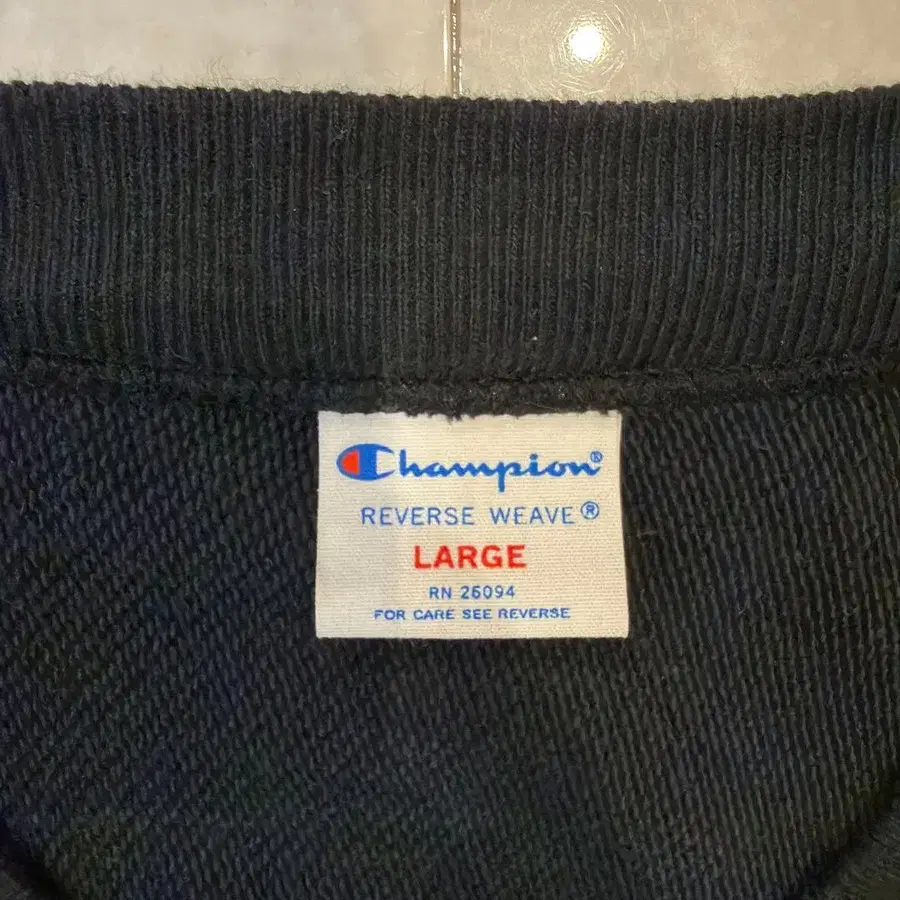 Champion®
REVERSE WEAVE®
LARGE
RN 26094
FOR CARE SEE REVERSE